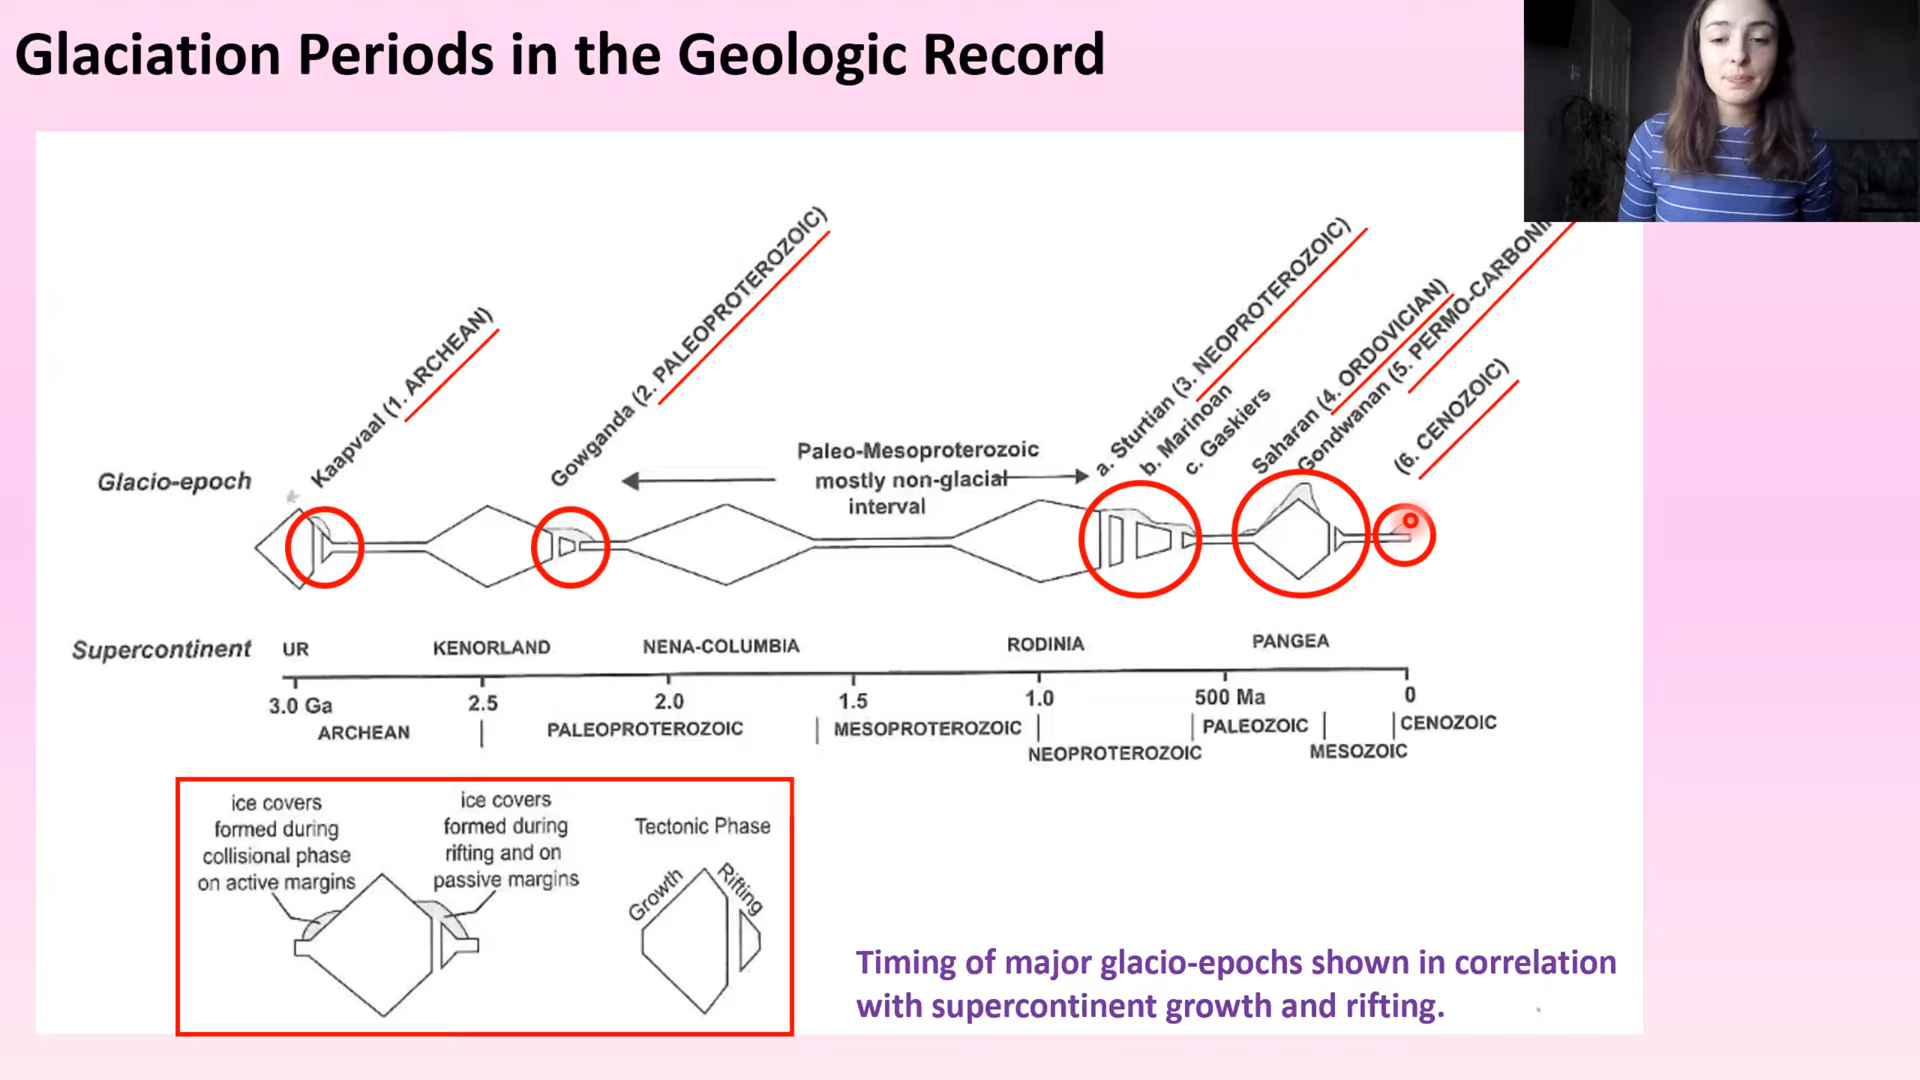 Glaciation Periods in the Geologic Record
Kaapvaal (1. ARCHEAN)
Gowganda (2. PALEOPROTEROZOIC)
a. Sturtian (3. NEOPROTEROZOIC)
b. Marinoan
c. Gaskiers
Saharan (4. ORDOVICIAN)
Gondwanan (5. PERMO-CARBONI
(6. CENOZOIC)
Glacio-epoch
Paleo-Mesoproterozoic
mostly non-glacial
interval
Supercontinent
UR
KENORLAND
NENA-COLUMBIA
RODINIA
PANGEA
3.0 Ga
2.5
2.0
1.5
1.0
500 Ma
0
ARCHEAN
PALEOPROTEROZOIC
MESOPROTEROZOIC
NEOPROTEROZOIC
PALEOZOIC
MESOZOIC
CENOZOIC
ice covers
formed during
collisional phase
on active margins
ice covers
formed during
rifting and on
passive margins
Tectonic Phase
Growth
Rifting
Timing of major glacio-epochs shown in correlation
with supercontinent growth and rifting.